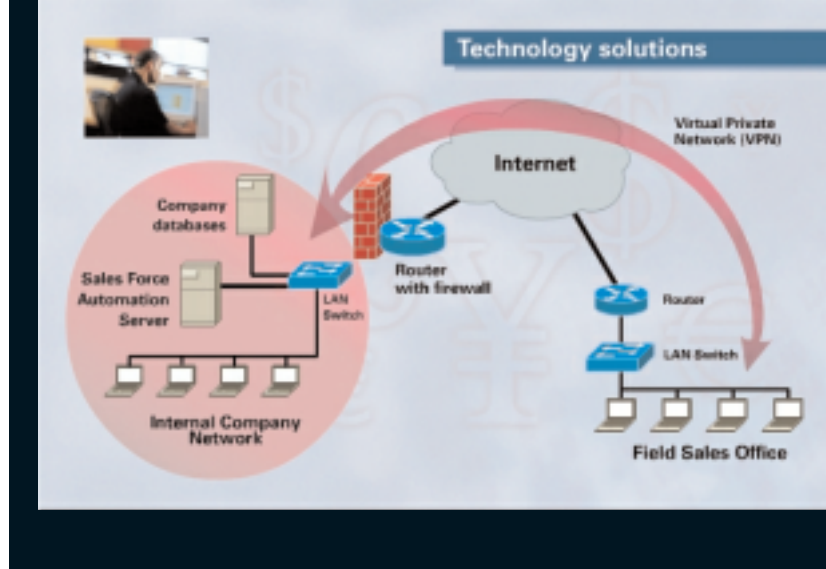 Technology solutions
Virtual Private
Network (VPN)
Internet
Company
databases
Router
with firewall
Sales Force
Automation
Server
LAN
Switch
Router
LAN Switch
Internal Company
Network
Field Sales Office